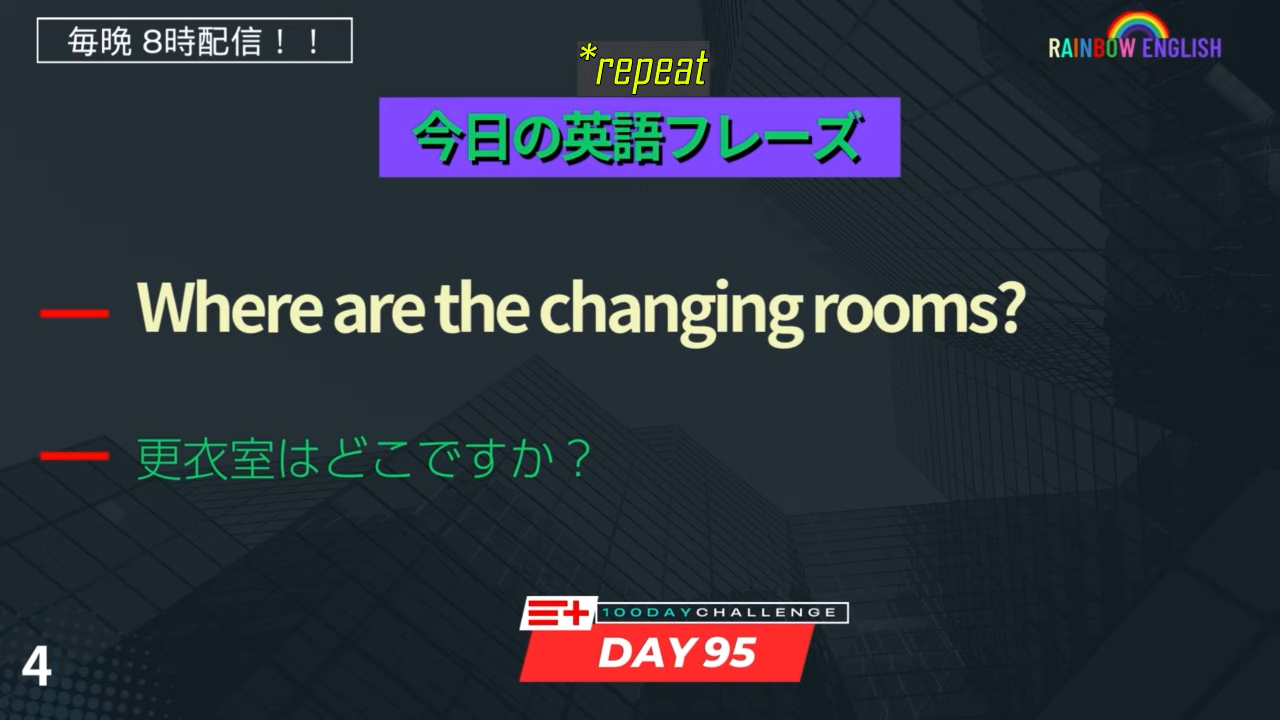 毎晩 8時配信！！
RAINBOW ENGLISH
*repeat
今日の英語フレーズ
Where are the changing rooms?
更衣室はどこですか？
100DAYCHALLENGE
DAY 95
4